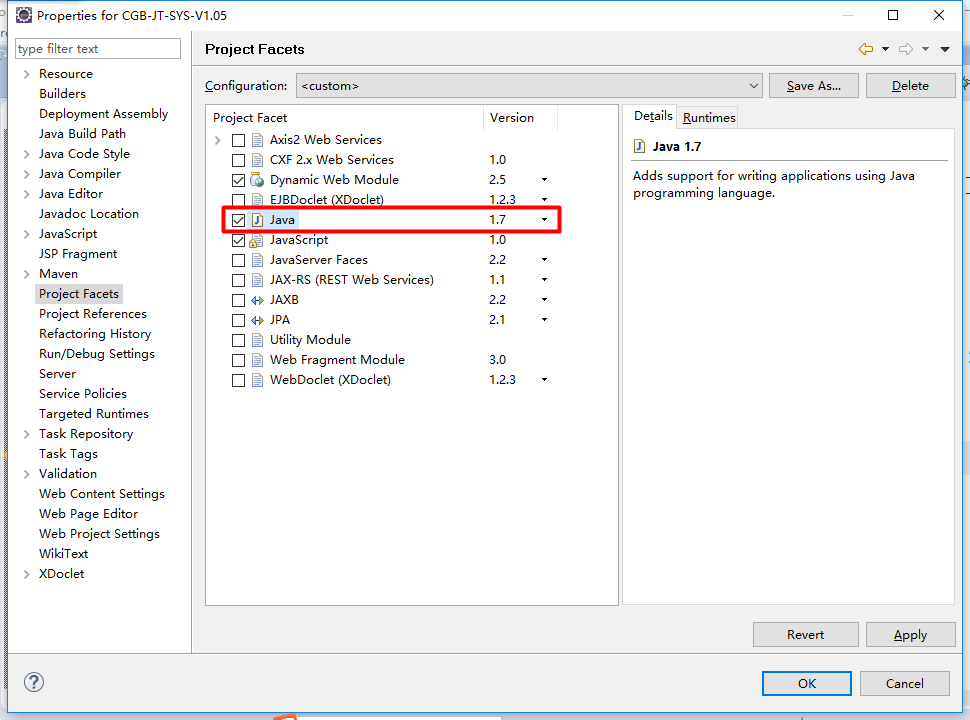 Properties for CGB-JT-SYS-V1.05
type filter text
Resource
Builders
Deployment Assembly
Java Build Path
Java Code Style
Java Compiler
Java Editor
Javadoc Location
JavaScript
JSP Fragment
Maven
Project Facets
Project References
Refactoring History
Run/Debug Settings
Server
Service Policies
Targeted Runtimes
Task Repository
Task Tags
Validation
Web Content Settings
Web Page Editor
Web Project Settings
WikiText
XDoclet
Project Facets
Configuration: <custom> Save As... Delete
Project Facet Version
Axis2 Web Services
CXF 2.x Web Services 1.0
Dynamic Web Module 2.5
EJBDoclet (XDoclet) 1.2.3
Java 1.7
JavaScript 1.0
JavaServer Faces 2.2
JAX-RS (REST Web Services) 1.1
JAXB 2.2
JPA 2.1
Utility Module
Web Fragment Module 3.0
WebDoclet (XDoclet) 1.2.3
Details Runtimes
Java 1.7
Adds support for writing applications using Java
programming language.
Revert Apply
OK Cancel